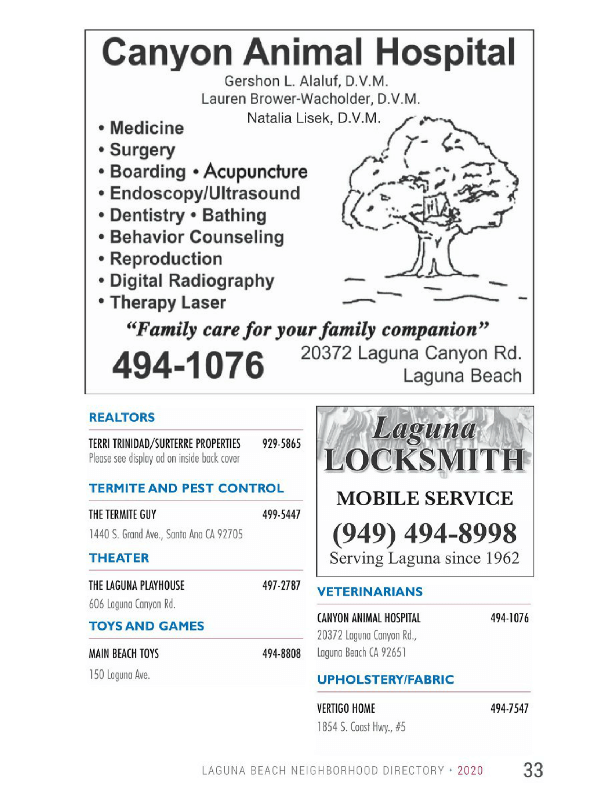 Canyon Animal Hospital
Gershon L. Alaluf, D.V.M.
Lauren Brower-Wacholder, D.V.M.
Natalia Lisek, D.V.M.
• Medicine
• Surgery
• Boarding • Acupuncture
• Endoscopy/Ultrasound
• Dentistry • Bathing
• Behavior Counseling
• Reproduction
• Digital Radiography
• Therapy Laser
“Family care for your family companion”
494-1076
20372 Laguna Canyon Rd.
Laguna Beach
REALTORS
TERRI TRINIDAD/SURTERRE PROPERTIES 929-5865
Please see display ad on inside back cover
TERMITE AND PEST CONTROL
THE TERMITE GUY 499-5447
1440 S. Grand Ave., Santa Ana CA 92705
THEATER
THE LAGUNA PLAYHOUSE 497-2787
606 Laguna Canyon Rd.
TOYS AND GAMES
MAIN BEACH TOYS 494-8808
150 Laguna Ave.
Laguna
LOCKSMITH
MOBILE SERVICE
(949) 494-8998
Serving Laguna since 1962
VETERINARIANS
CANYON ANIMAL HOSPITAL 494-1076
20372 Laguna Canyon Rd.,
Laguna Beach CA 92651
UPHOLSTERY/FABRIC
VERTIGO HOME 494-7547
1854 S. Coast Hwy., #5
LAGUNA BEACH NEIGHBORHOOD DIRECTORY • 2020 33